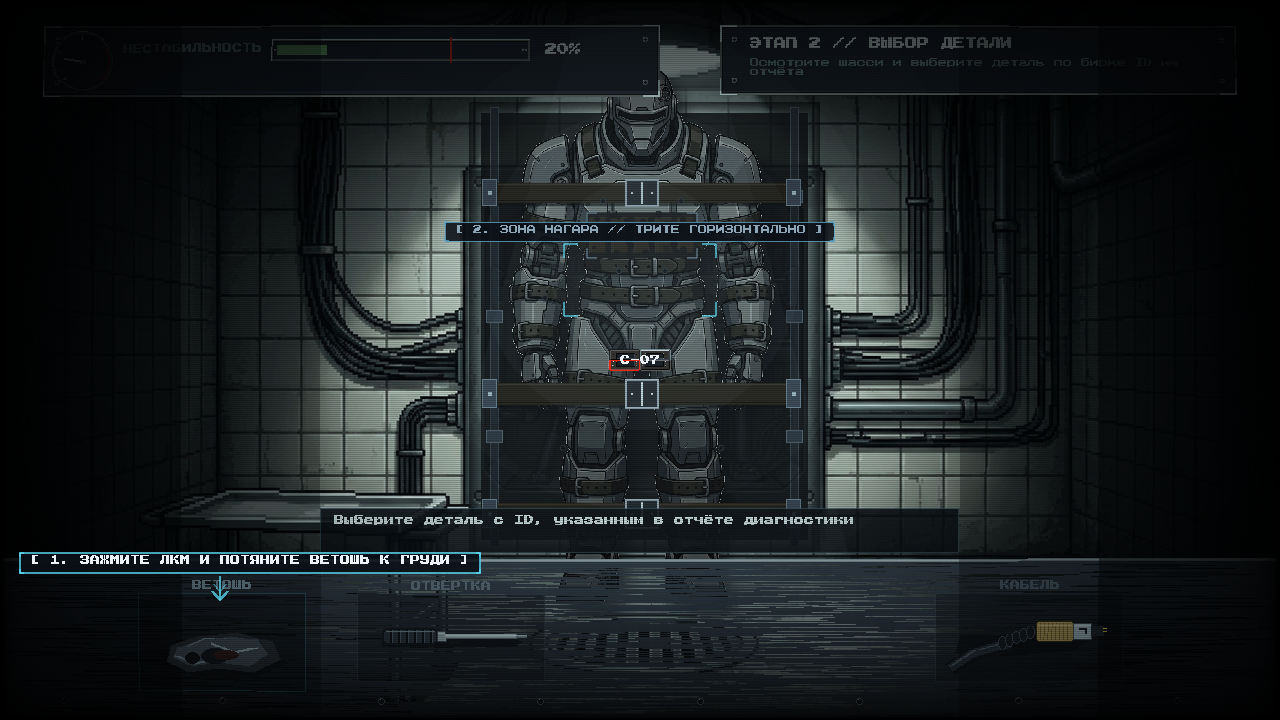 НЕСТАБИЛЬНОСТЬ
20%
ЭТАП 2 // ВЫБОР ДЕТАЛИ
Осмотрите шасси и выберите деталь по бирке ID из
отчёта
[ 2. ЗОНА НАГАРА // ТРИТЕ ГОРИЗОНТАЛЬНО ]
C-07
Выберите деталь с ID, указанным в отчёте диагностики
[ 1. ЗАЖМИТЕ ЛКМ И ПОТЯНИТЕ ВЕТОШЬ К ГРУДИ ]
ВЕТОШЬ
ОТВЕРТКА
КАБЕЛЬ